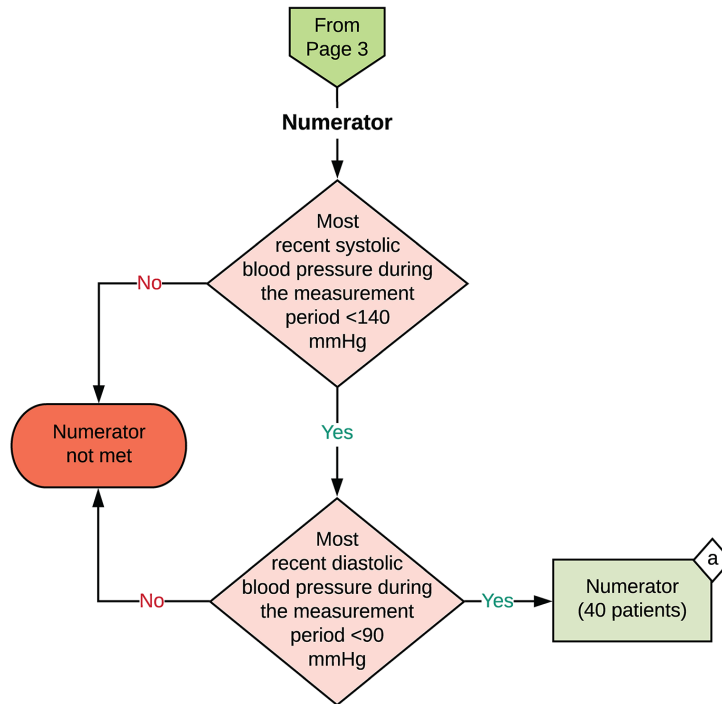 From
Page 3
Numerator
Most
recent systolic
blood pressure during
the measurement
period <140
mmHg
No
Numerator
not met
Yes
Most
recent diastolic
blood pressure during
the measurement
period <90
mmHg
No
Yes
Numerator
(40 patients)
a